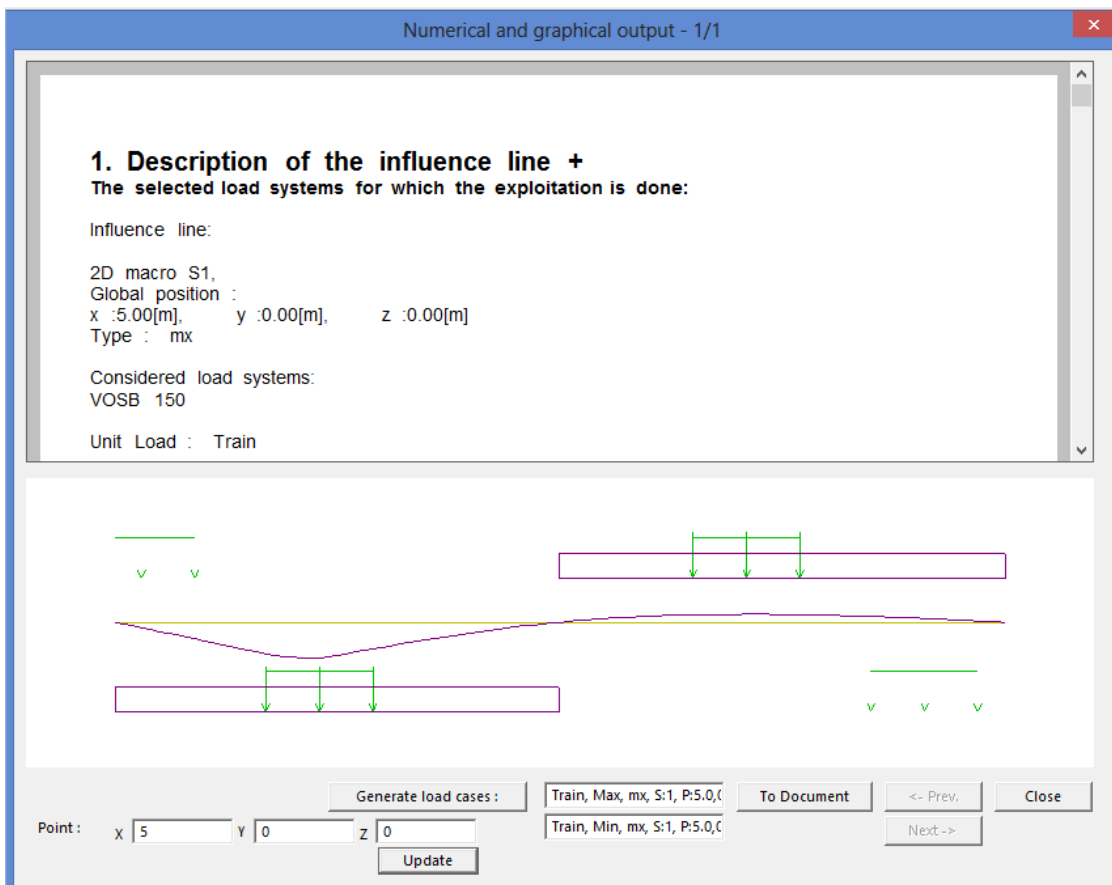 Numerical and graphical output - 1/1
1. Description of the influence line +
The selected load systems for which the exploitation is done:
Influence line:
2D macro S1,
Global position :
x :5.00[m], y :0.00[m], z :0.00[m]
Type : mx
Considered load systems:
VOSB 150
Unit Load : Train
Generate load cases :
Train, Max, mx, S:1, P:5.0,0
To Document
<- Prev.
Close
Point :
X 5
Y 0
Z 0
Train, Min, mx, S:1, P:5.0,0
Next ->
Update